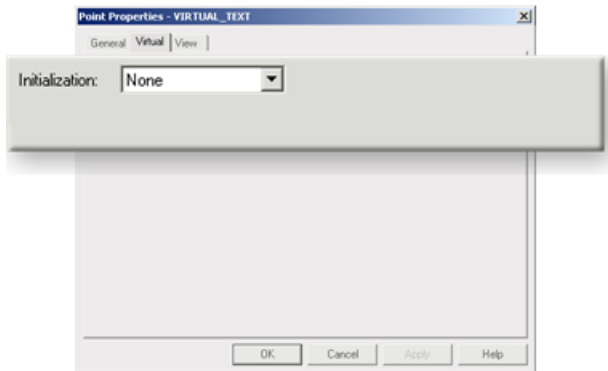 Point Properties - VIRTUAL_TEXT
General Virtual View
Initialization: None
OK Cancel Apply Help